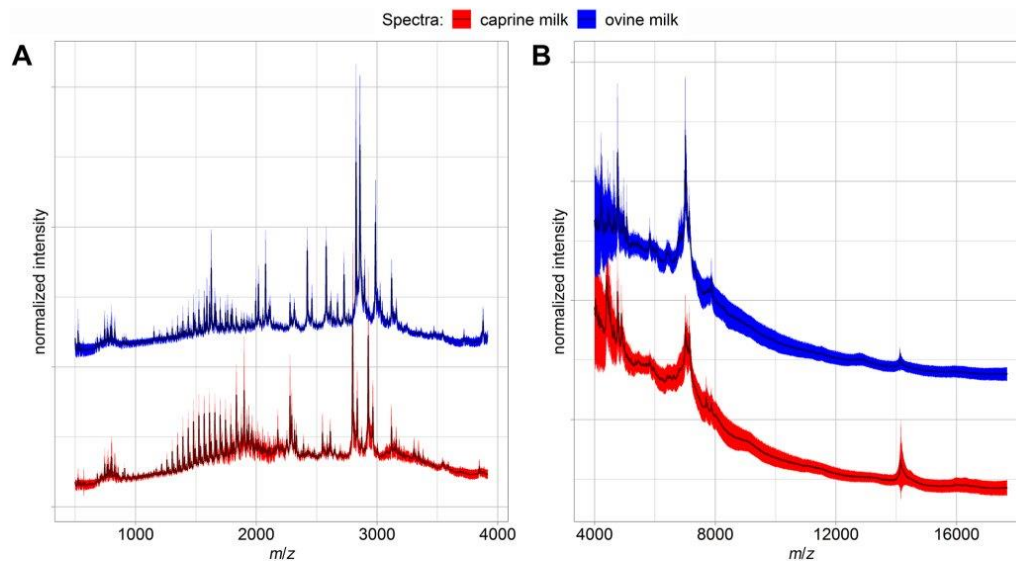 Spectra: caprine milk ovine milk
A
normalized intensity
1000 2000 3000 4000
m/z
B
normalized intensity
4000 8000 12000 16000
m/z